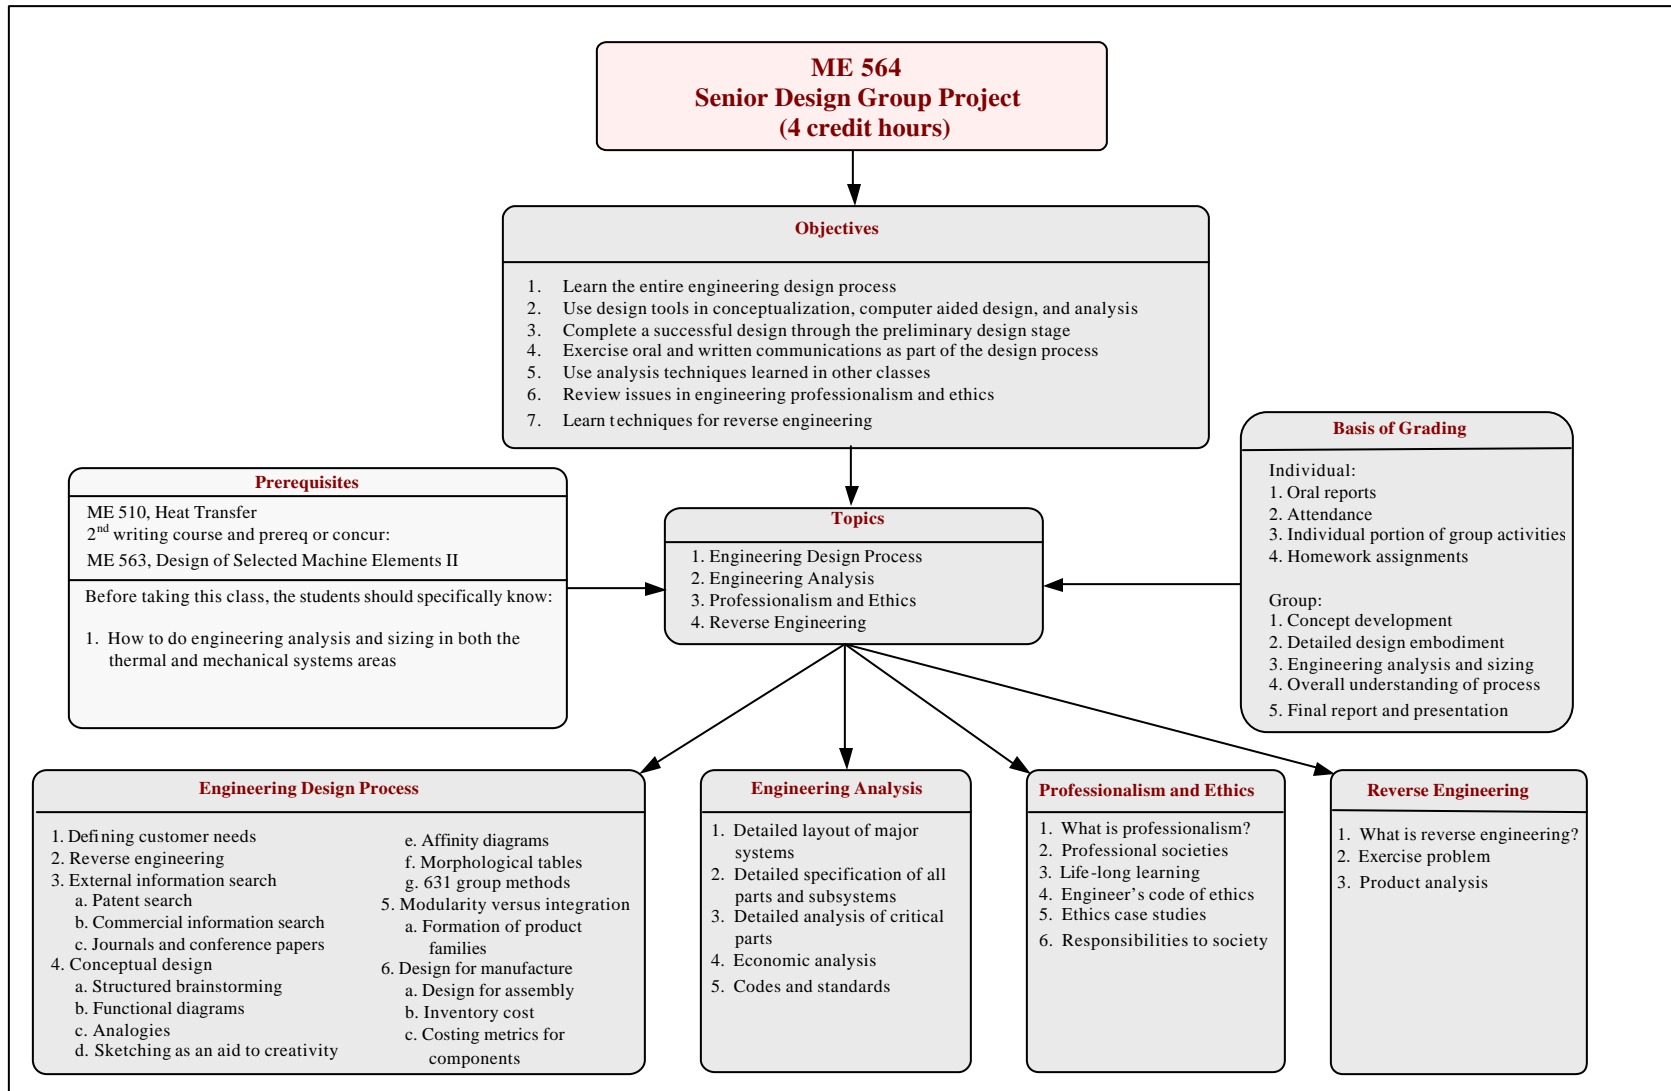 ME 564
Senior Design Group Project
(4 credit hours)
Objectives
1. Learn the entire engineering design process
2. Use design tools in conceptualization, computer aided design, and analysis
3. Complete a successful design through the preliminary design stage
4. Exercise oral and written communications as part of the design process
5. Use analysis techniques learned in other classes
6. Review issues in engineering professionalism and ethics
7. Learn techniques for reverse engineering
Prerequisites
ME 510, Heat Transfer
2nd writing course and prereq or concur:
ME 563, Design of Selected Machine Elements II
Before taking this class, the students should specifically know:
1. How to do engineering analysis and sizing in both the
thermal and mechanical systems areas
Topics
1. Engineering Design Process
2. Engineering Analysis
3. Professionalism and Ethics
4. Reverse Engineering
Basis of Grading
Individual:
1. Oral reports
2. Attendance
3. Individual portion of group activities
4. Homework assignments
Group:
1. Concept development
2. Detailed design embodiment
3. Engineering analysis and sizing
4. Overall understanding of process
5. Final report and presentation
Engineering Design Process
1. Defining customer needs
2. Reverse engineering
3. External information search
a. Patent search
b. Commercial information search
c. Journals and conference papers
4. Conceptual design
a. Structured brainstorming
b. Functional diagrams
c. Analogies
d. Sketching as an aid to creativity
e. Affinity diagrams
f. Morphological tables
g. 631 group methods
5. Modularity versus integration
a. Formation of product
families
6. Design for manufacture
a. Design for assembly
b. Inventory cost
c. Costing metrics for
components
Engineering Analysis
1. Detailed layout of major
systems
2. Detailed specification of all
parts and subsystems
3. Detailed analysis of critical
parts
4. Economic analysis
5. Codes and standards
Professionalism and Ethics
1. What is professionalism?
2. Professional societies
3. Life-long learning
4. Engineer's code of ethics
5. Ethics case studies
6. Responsibilities to society
Reverse Engineering
1. What is reverse engineering?
2. Exercise problem
3. Product analysis